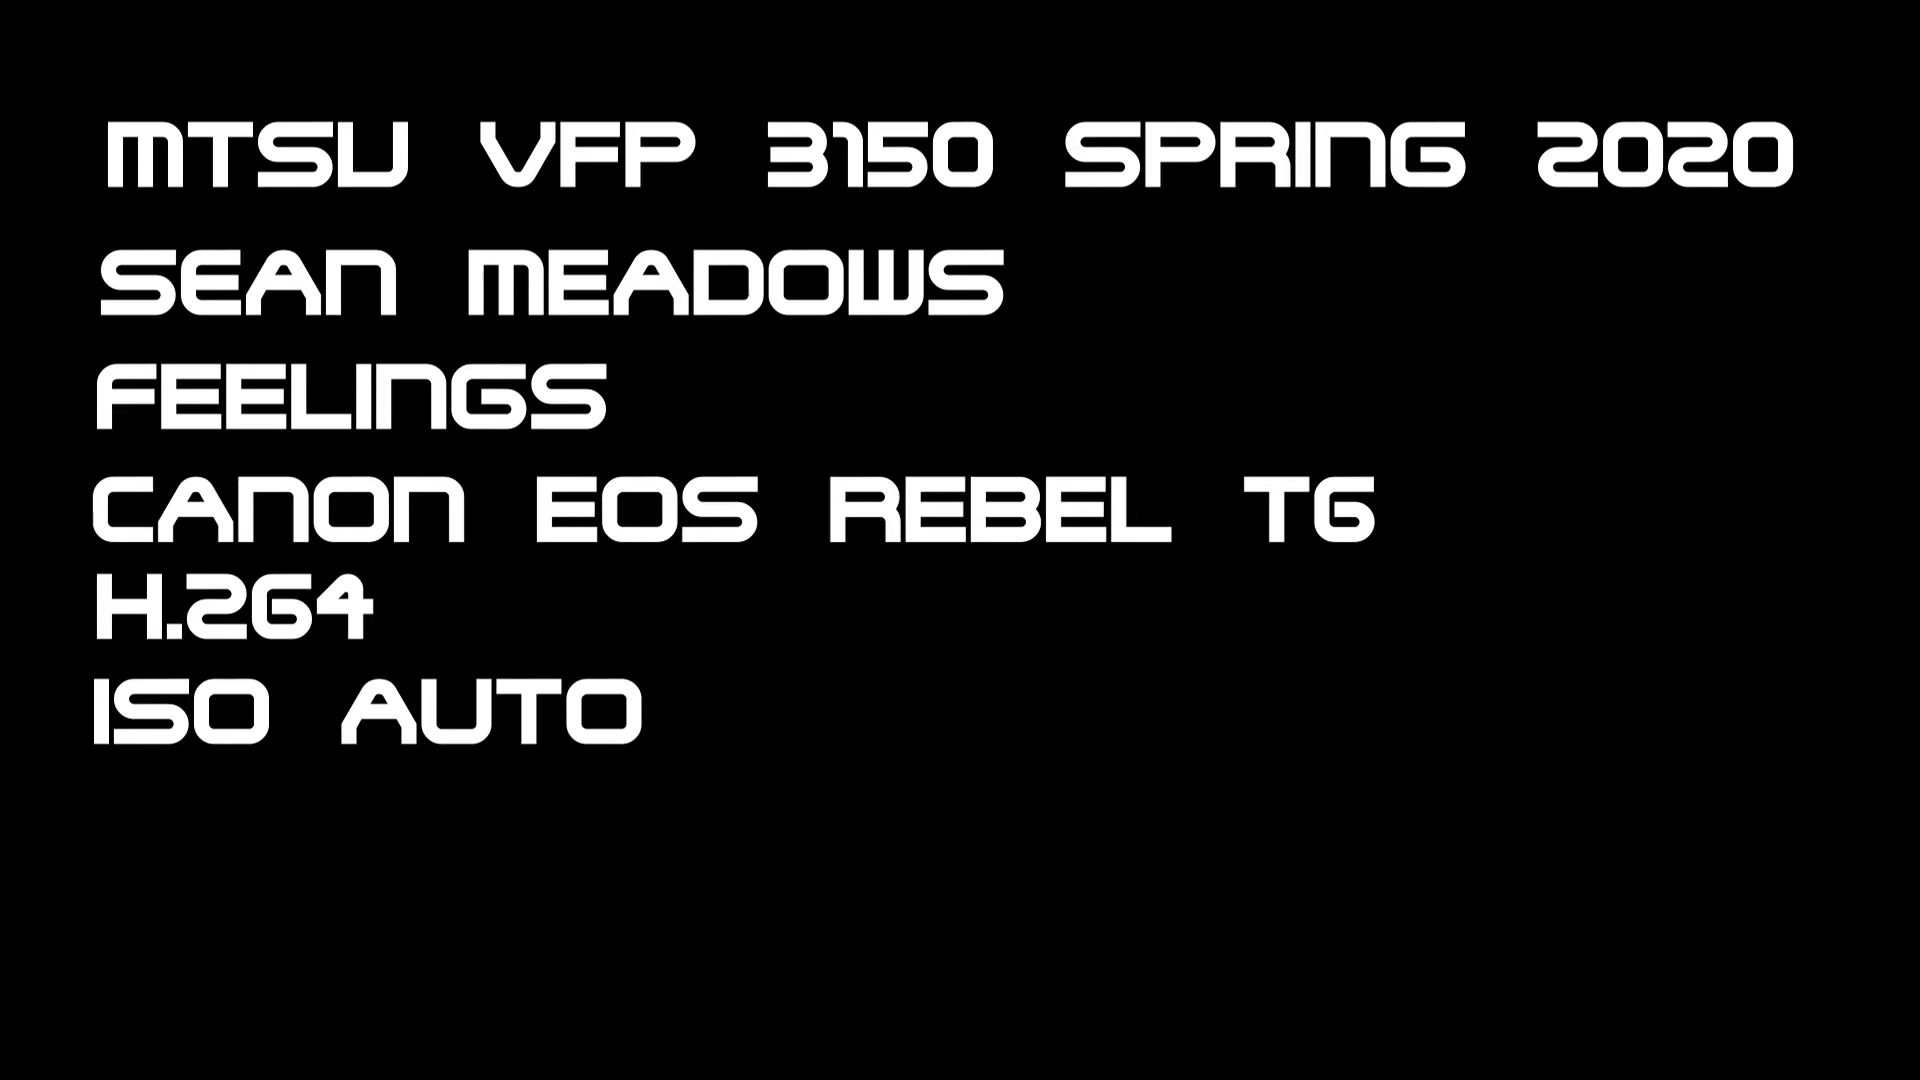 MTSU VFP 3150 SPRING 2020
SEAN MEADOWS
FEELINGS
CANON EOS REBEL T6
H.264
ISO AUTO